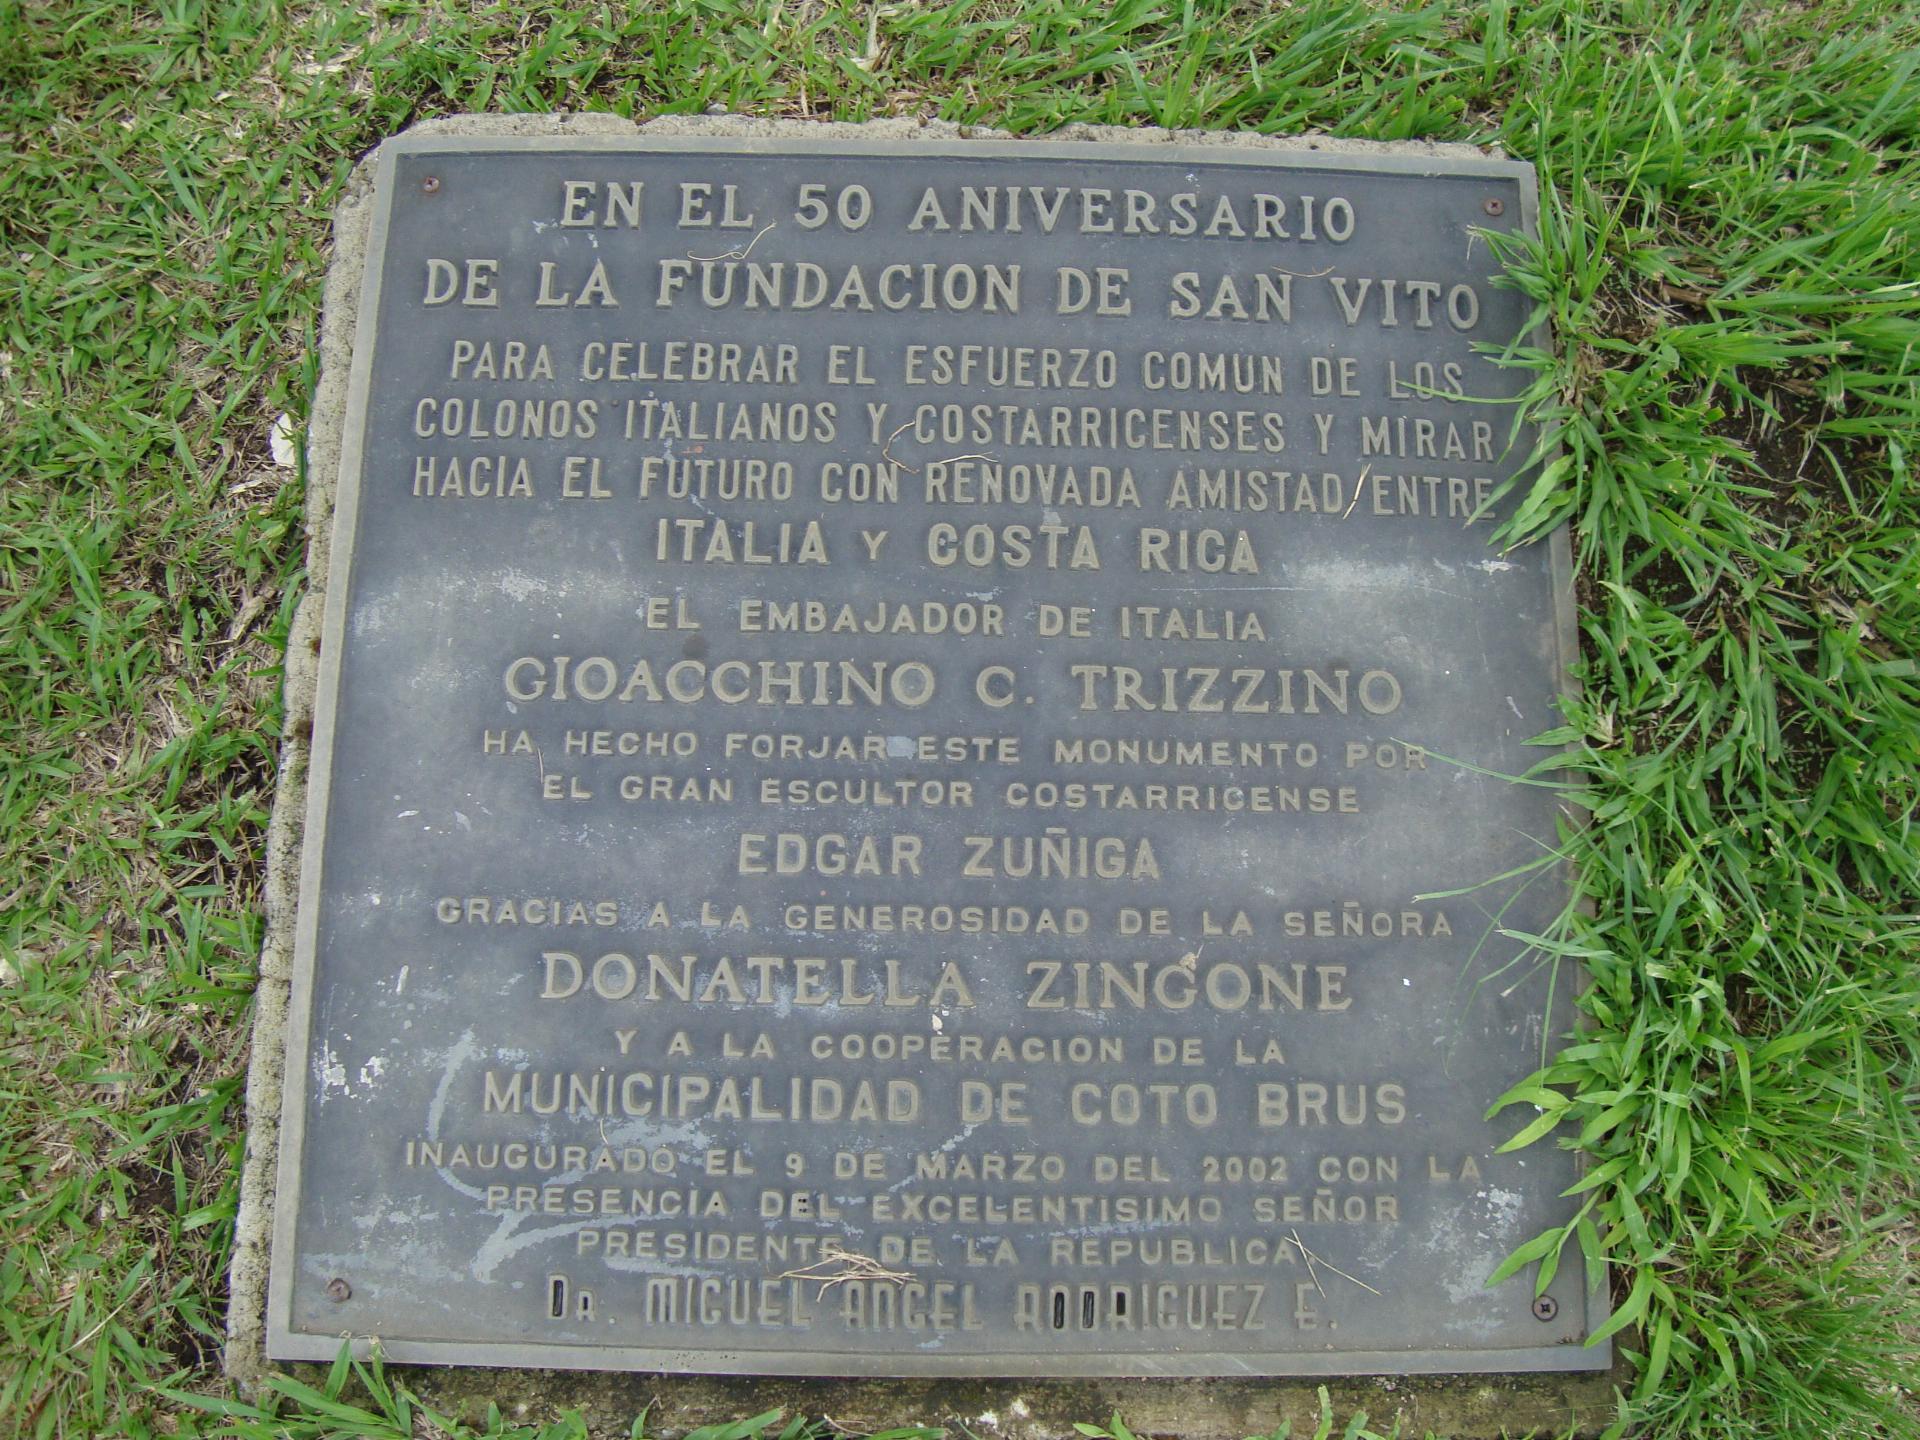 EN EL 50 ANIVERSARIO
DE LA FUNDACION DE SAN VITO
PARA CELEBRAR EL ESFUERZO COMUN DE LOS
COLONOS ITALIANOS Y COSTARRICENSES Y MIRAR
HACIA EL FUTURO CON RENOVADA AMISTAD ENTRE
ITALIA Y COSTA RICA
EL EMBAJADOR DE ITALIA
GIOACCHINO C. TRIZZINO
HA HECHO FORJAR ESTE MONUMENTO POR
EL GRAN ESCULTOR COSTARRICENSE
EDGAR ZUÑIGA
GRACIAS A LA GENEROSIDAD DE LA SEÑORA
DONATELLA ZINGONE
Y A LA COOPERACION DE LA
MUNICIPALIDAD DE COTO BRUS
INAUGURADO EL 9 DE MARZO DEL 2002 CON LA
PRESENCIA DEL EXCELENTISIMO SEÑOR
PRESIDENTE DE LA REPUBLICA
DR. MIGUEL ANGEL RODRIGUEZ E.